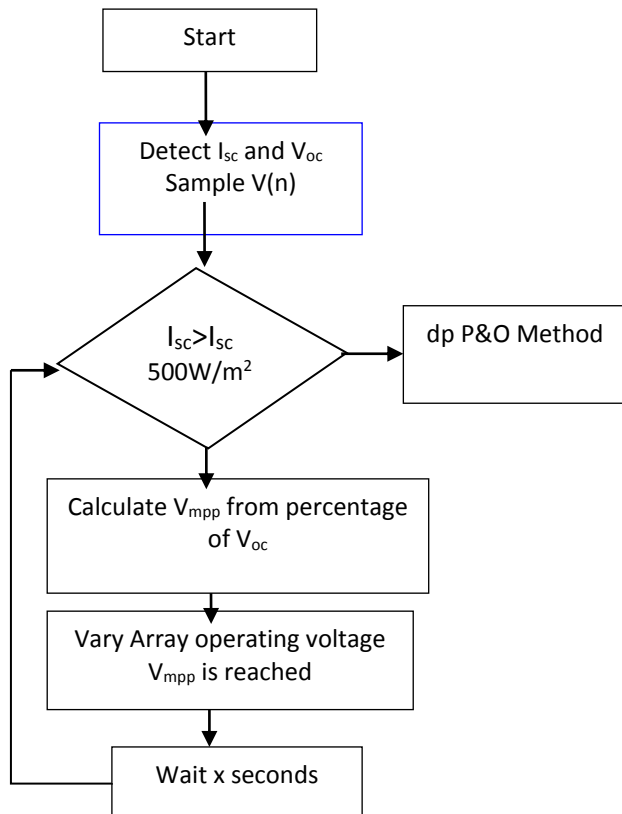 Start
Detect Isc and Voc
Sample V(n)
Isc>Isc
500W/m²
dp P&O Method
Calculate Vmpp from percentage
of Voc
Vary Array operating voltage
Vmpp is reached
Wait x seconds